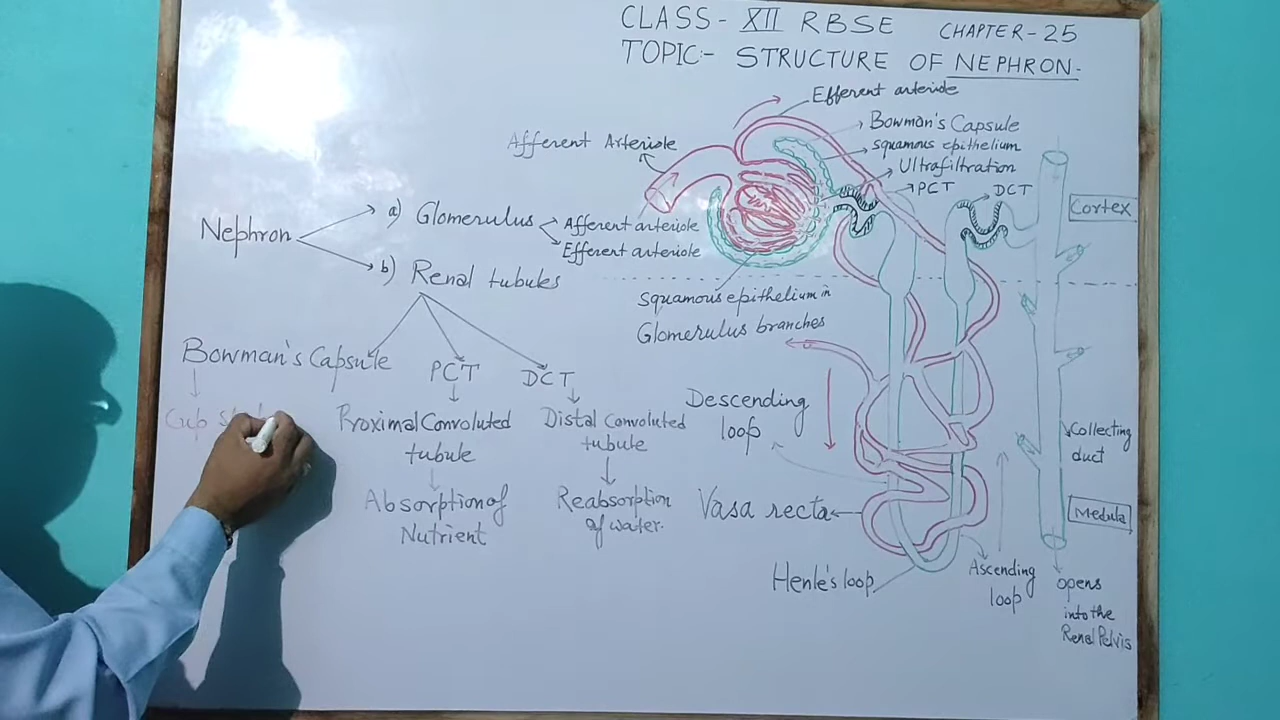 CLASS- XII RBSE CHAPTER-25
TOPIC:- STRUCTURE OF NEPHRON.
Efferent arteriole
Afferent Arteriole
Bowman's Capsule
squamous epithelium
Ultrafiltration
PCT
DCT
Cortex
Nephron
a) Glomerulus
Afferent arteriole
Efferent arteriole
b) Renal tubules
Squamous epithelium in
Glomerulus branches
Bowman's Capsule
PCT
DCT
Cup
Proximal Convoluted
tubule
Distal Convoluted
tubule
Absorption of
Nutrient
Reabsorption
of water.
Descending
loop
Vasa recta
Henle's loop
Ascending
loop
Collecting
duct
Medula
opens
into the
Renal Pelvis